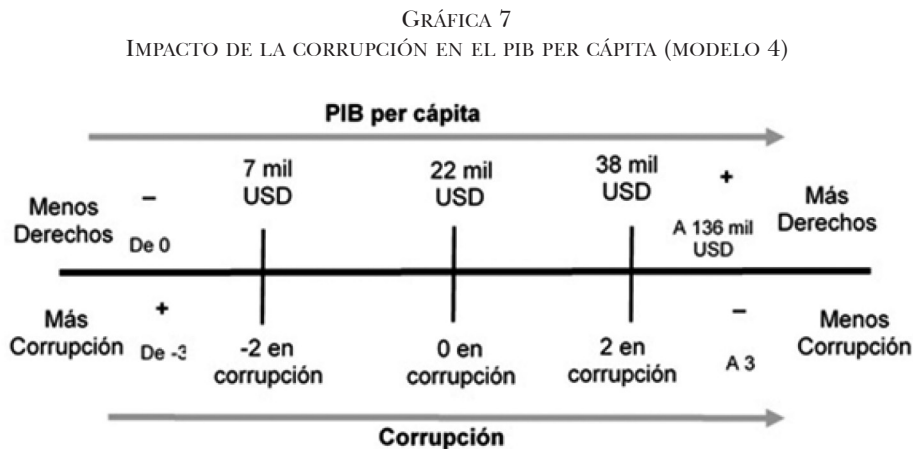 GRÁFICA 7
IMPACTO DE LA CORRUPCIÓN EN EL PIB PER CÁPITA (MODELO 4)
PIB per cápita
7 mil
USD
22 mil
USD
38 mil
USD
–
+
Menos
Derechos
De 0
A 136 mil
USD
Más
Derechos
Más
Corrupción
+
De -3
-2 en
corrupción
0 en
corrupción
2 en
corrupción
–
A 3
Menos
Corrupción
Corrupción